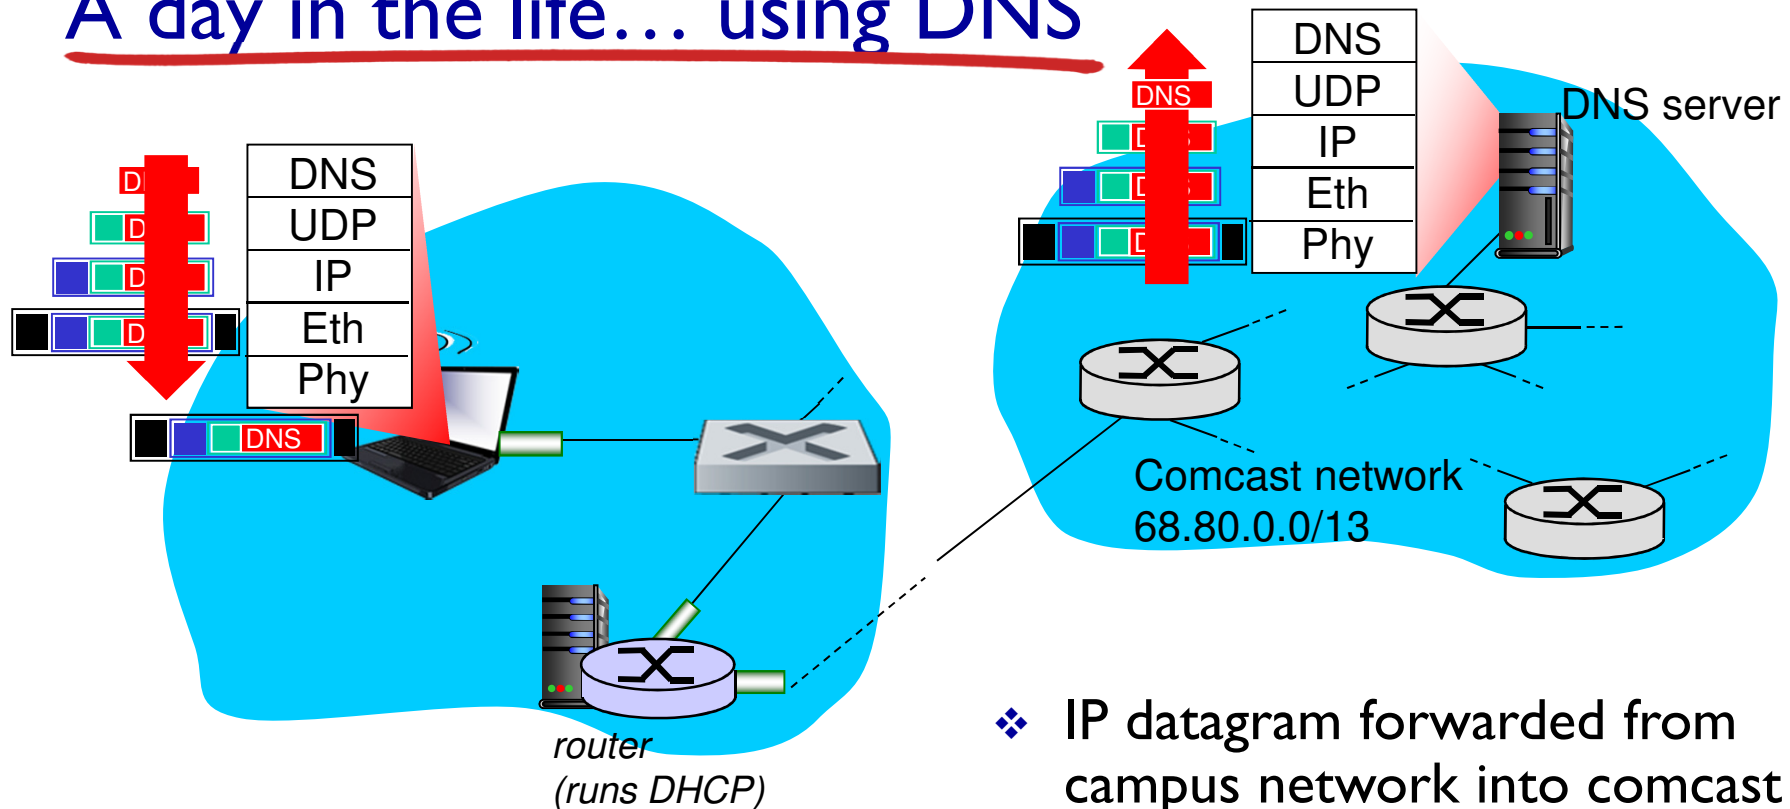 A day in the life… using DNS
DNS
UDP
IP
Eth
Phy
DNS
DNS
UDP
IP
Eth
Phy
DNS
DNS server
Comcast network
68.80.0.0/13
router
(runs DHCP)
❖ IP datagram forwarded from
campus network into comcast